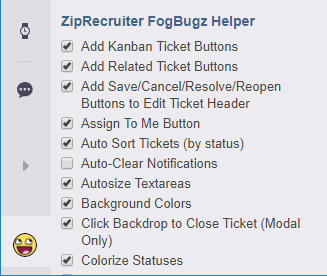 ZipRecruiter FogBugz Helper
Add Kanban Ticket Buttons
Add Related Ticket Buttons
Add Save/Cancel/Resolve/Reopen
Buttons to Edit Ticket Header
Assign To Me Button
Auto Sort Tickets (by status)
Auto-Clear Notifications
Autosize Textareas
Background Colors
Click Backdrop to Close Ticket (Modal
Only)
Colorize Statuses